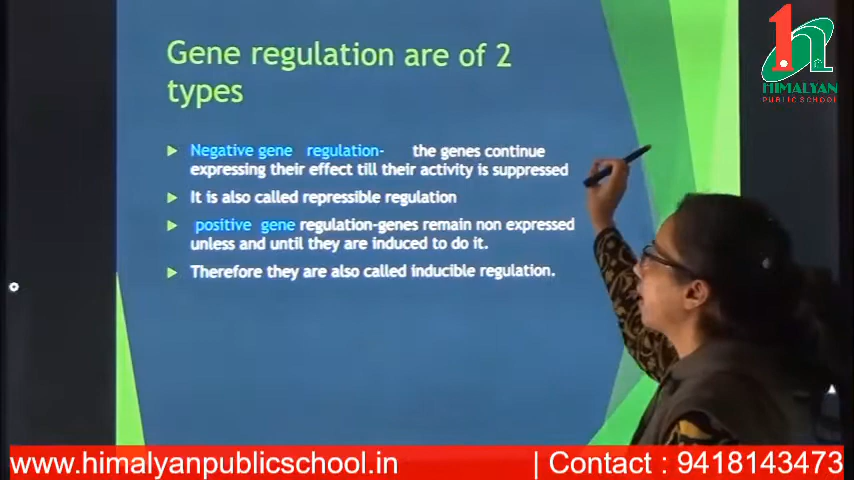 Gene regulation are of 2
types
Negative gene regulation- the genes continue
expressing their effect till their activity is suppressed
It is also called repressible regulation
positive gene regulation-genes remain non expressed
unless and until they are induced to do it.
Therefore they are also called inducible regulation.
HIMALYAN
PUBLIC SCHOOL
www.himalyanpublicschool.in | Contact : 9418143473